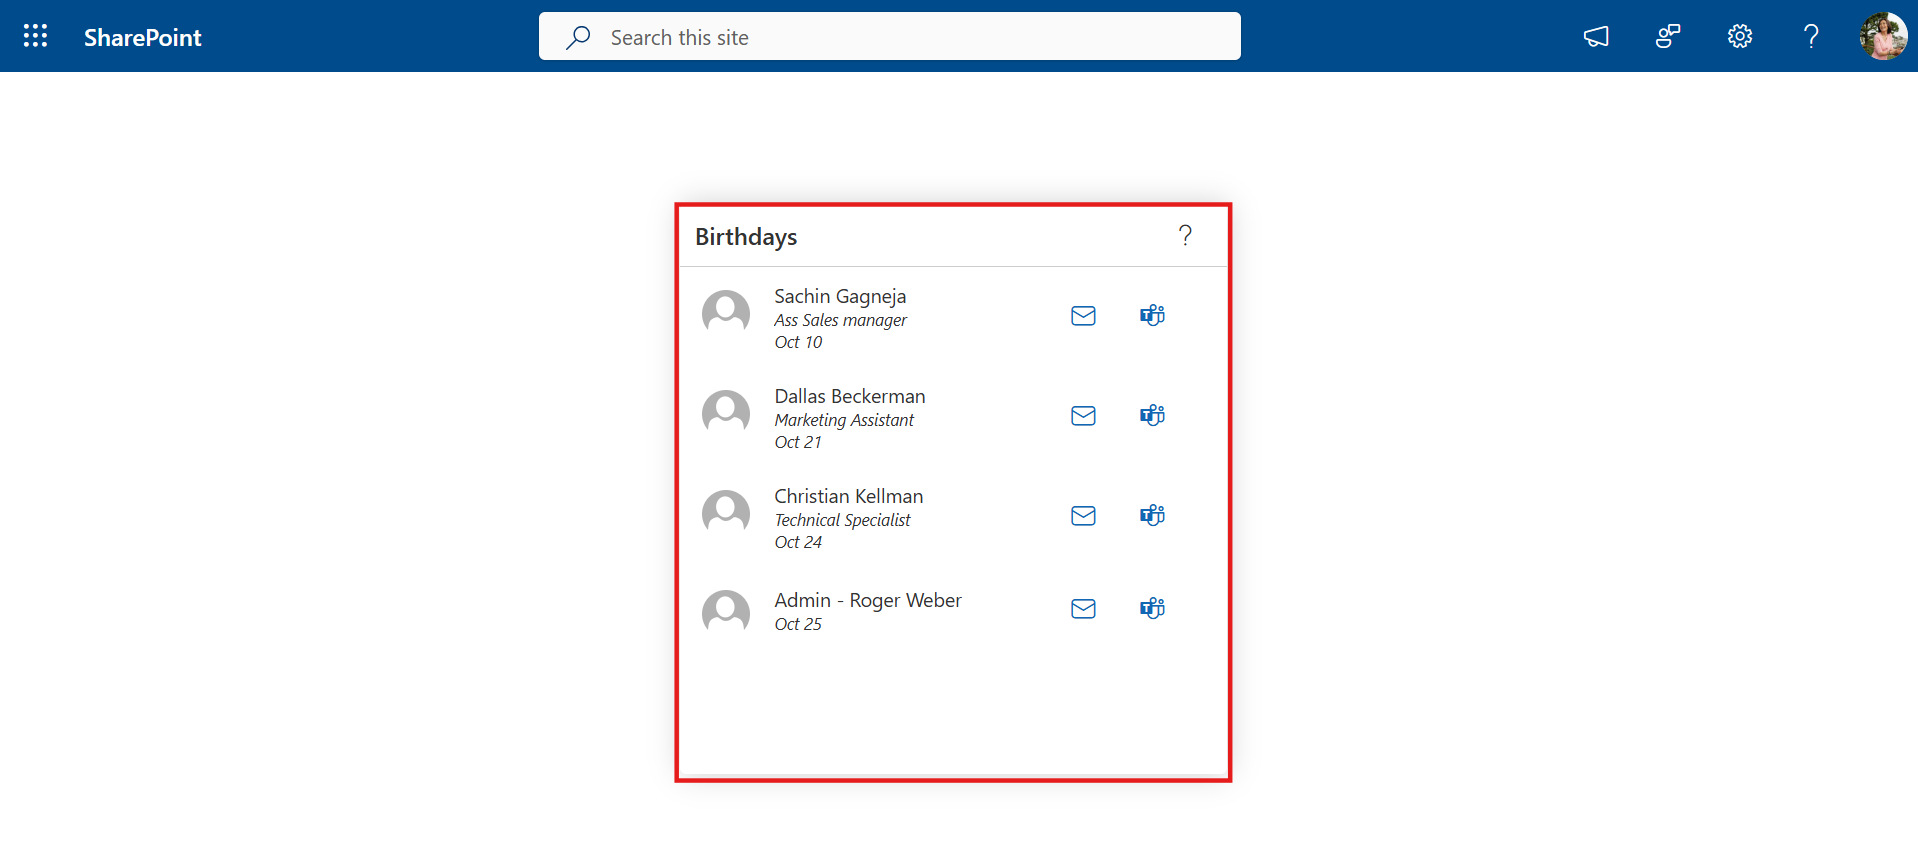 SharePoint
Search this site
Birthdays
Sachin Gagneja
Ass Sales manager
Oct 10
Dallas Beckerman
Marketing Assistant
Oct 21
Christian Kellman
Technical Specialist
Oct 24
Admin - Roger Weber
Oct 25